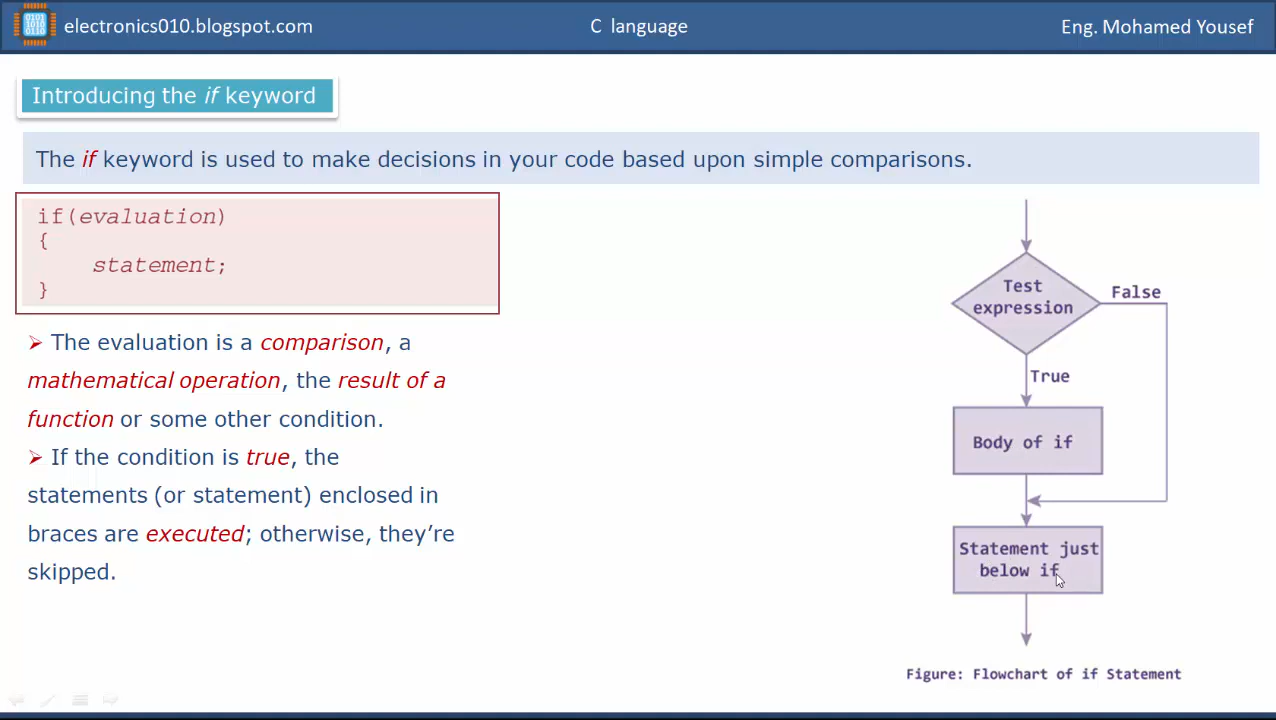 0101
1010
0110
electronics010.blogspot.com
C language
Eng. Mohamed Yousef
Introducing the if keyword
The if keyword is used to make decisions in your code based upon simple comparisons.
if(evaluation)
{
statement;
}
➢ The evaluation is a comparison, a
mathematical operation, the result of a
function or some other condition.
➢ If the condition is true, the
statements (or statement) enclosed in
braces are executed; otherwise, they’re
skipped.
Test
expression
False
True
Body of if
Statement just
below if
Figure: Flowchart of if Statement